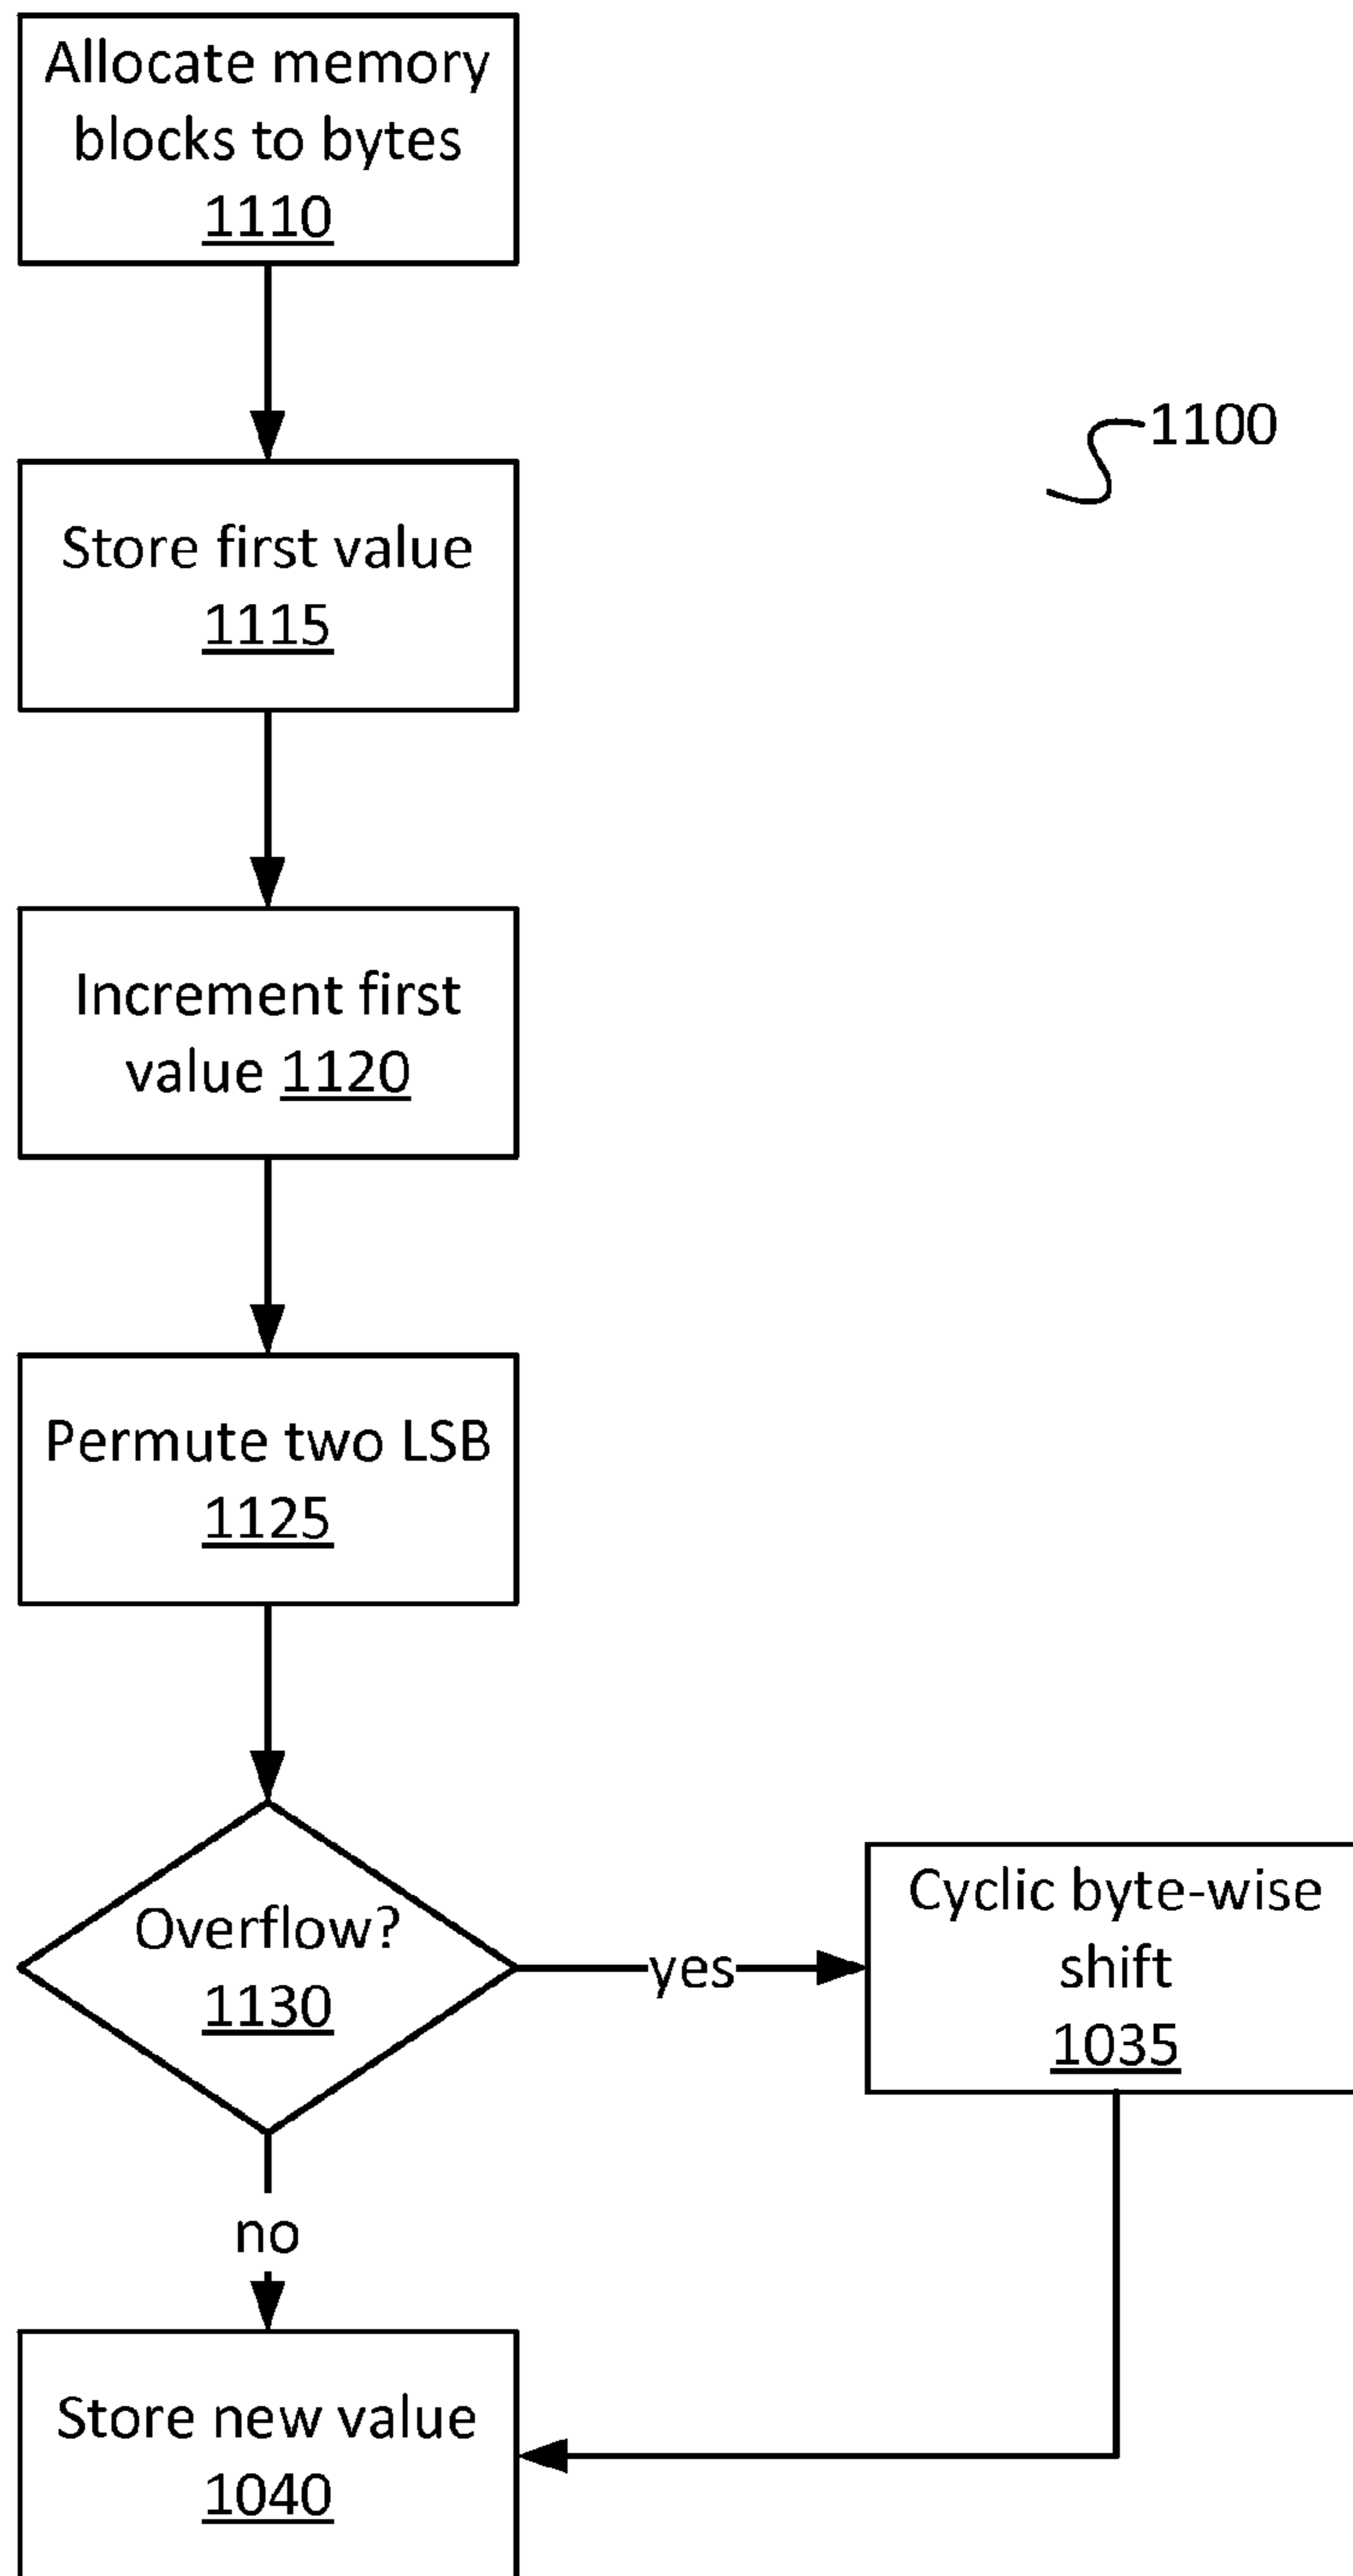 Allocate memory
blocks to bytes
1110
1100
Store first value
1115
Increment first
value 1120
Permute two LSB
1125
Overflow?
1130
yes
Cyclic byte-wise
shift
1035
no
Store new value
1040